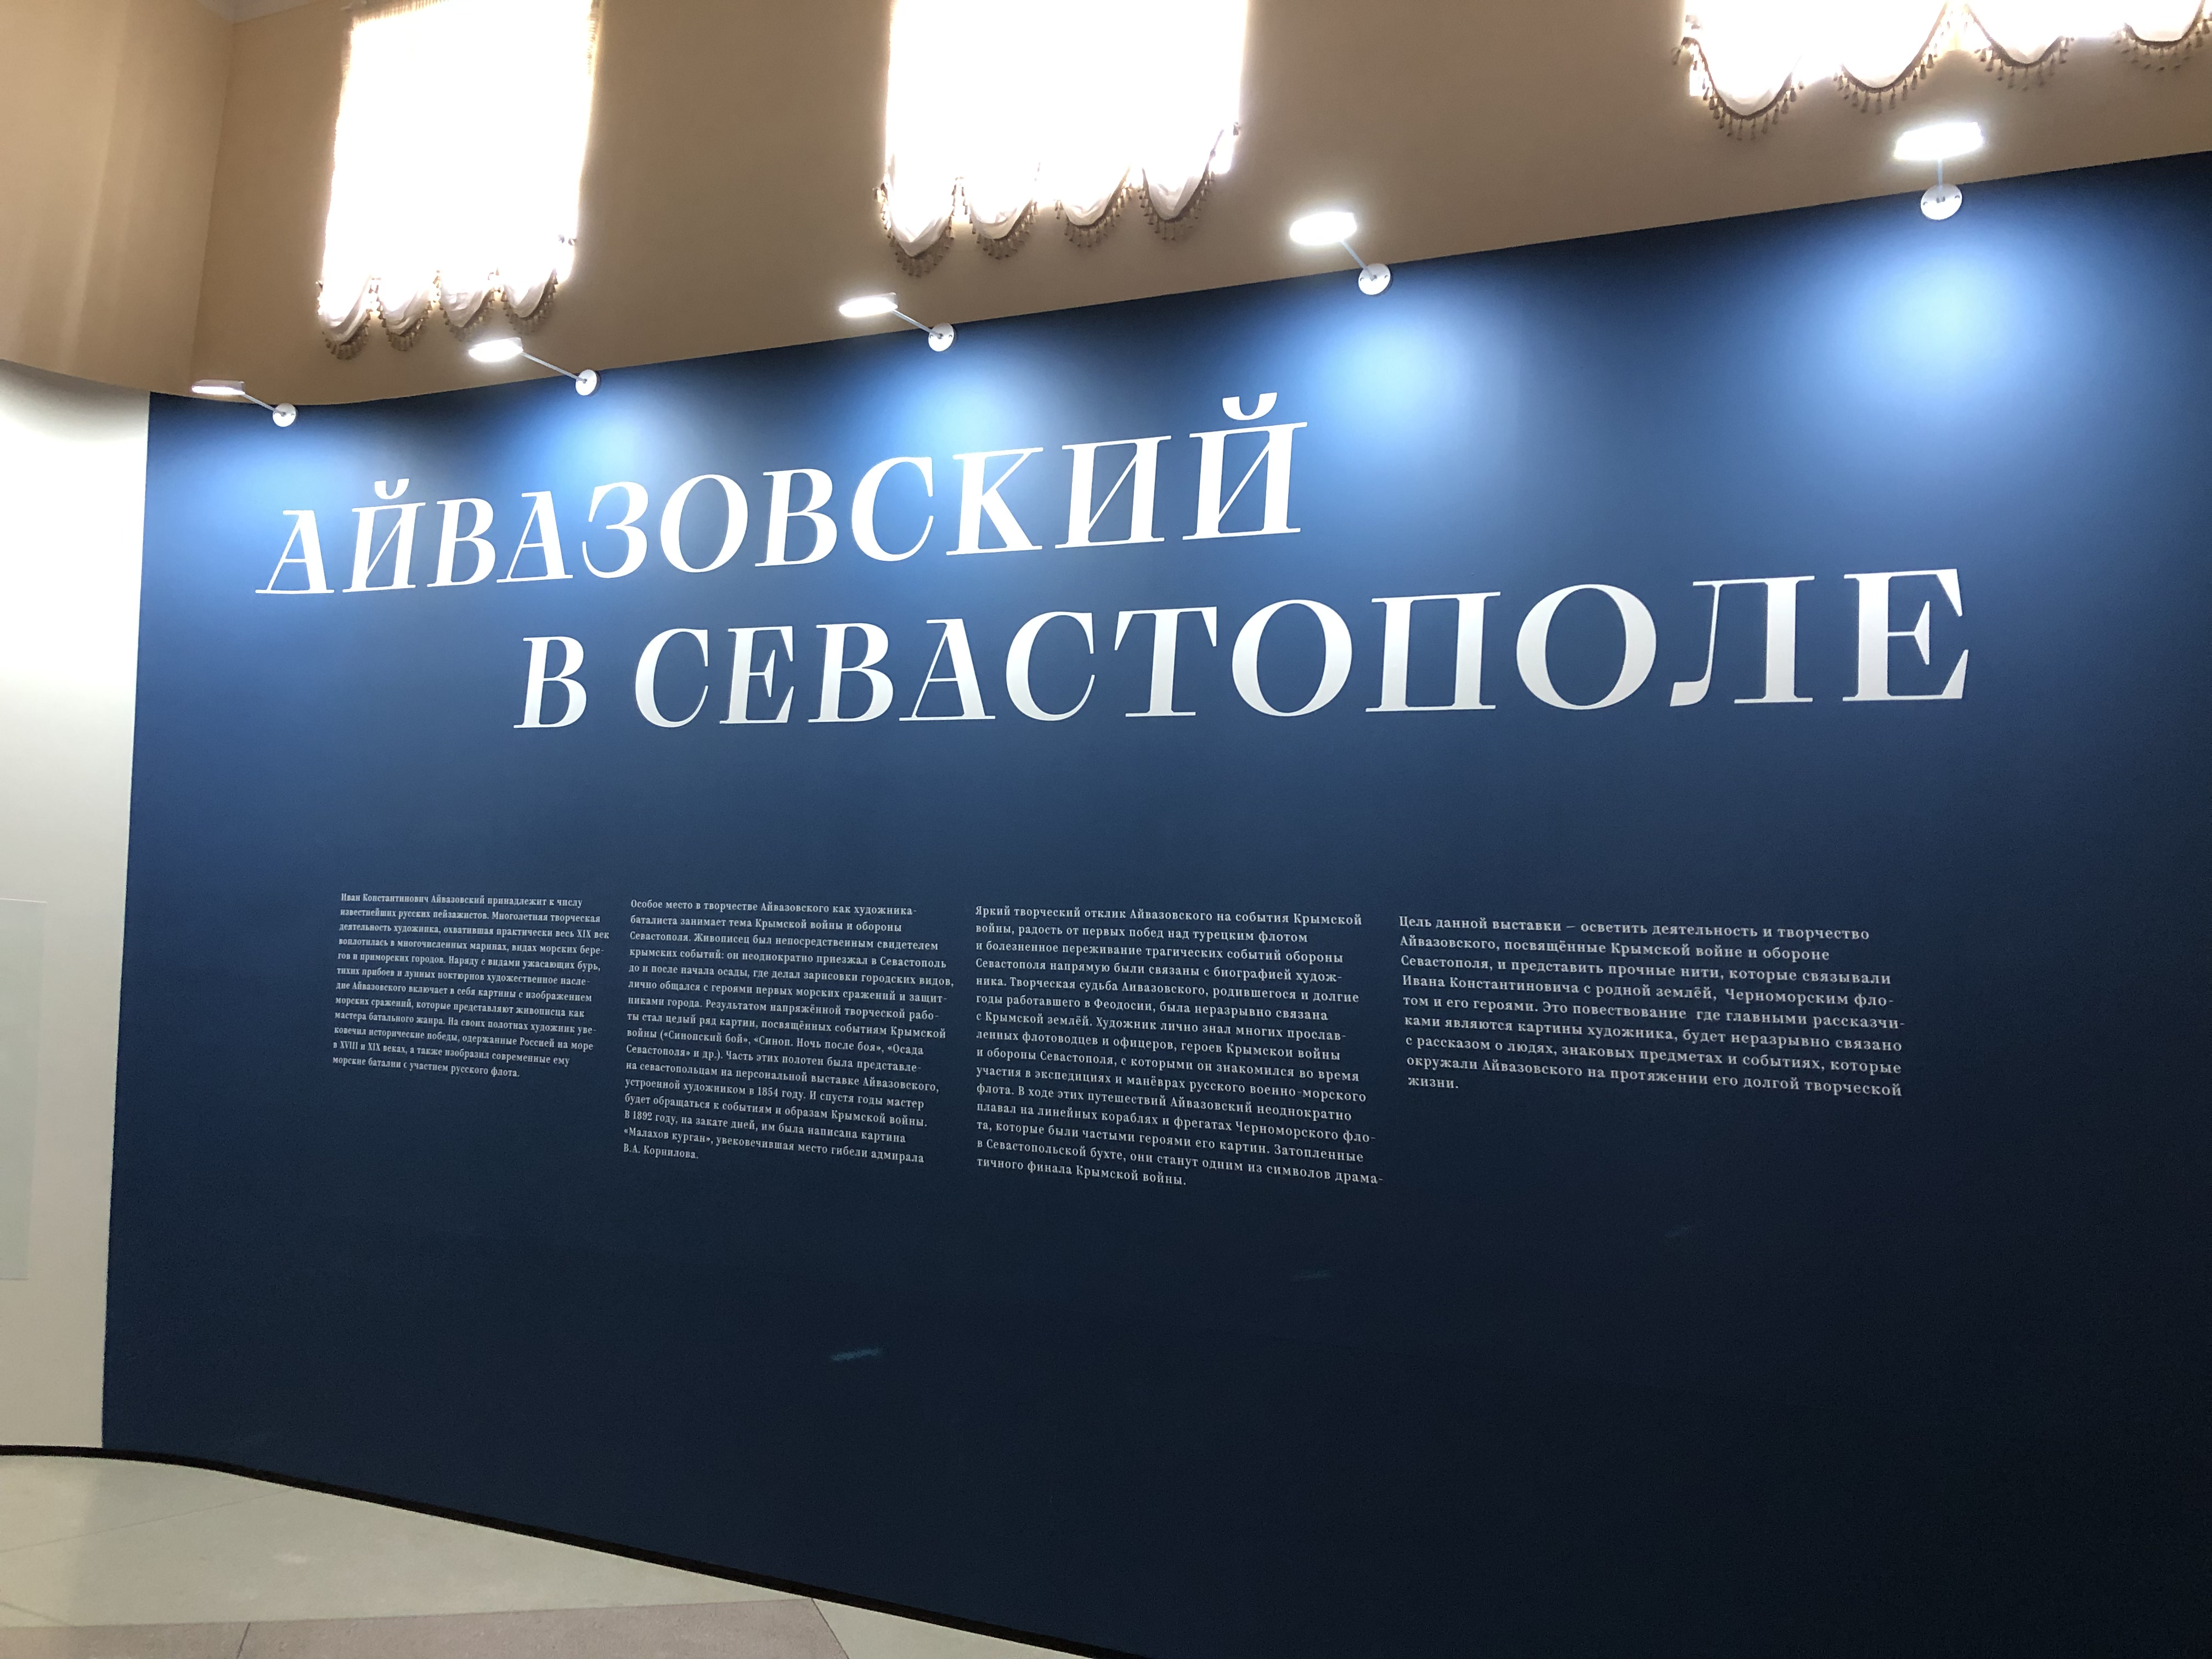 АЙВАЗОВСКИЙ
В СЕВАСТОПОЛЕ
Иван Константинович Айвазовский принадлежит к числу
известнейших русских пейзажистов. Многолетняя творческая
деятельность художника, охватившая практически весь XIX век
воплотилась в многочисленных маринах, видах морских бере-
гов и приморских городов. Наряду с видами ужасающих бурь,
тихих прибоев и лунных ноктюрнов художественное насле-
дие Айвазовского включает в себя картины с изображением
морских сражений, которые представляют живописца как
мастера батального жанра. На своих полотнах художник уве-
ковечил исторические победы, одержанные Россией на море
в XVIII и XIX веках, а также изобразил современные ему
морские баталии с участием русского флота.
Особое место в творчестве Айвазовского как художника-
баталиста занимает тема Крымской войны и обороны
Севастополя. Живописец был непосредственным свидетелем
крымских событий: он неоднократно приезжал в Севастополь
до и после начала осады, где делал зарисовки городских видов,
лично общался с героями первых морских сражений и защит-
никами города. Результатом напряжённой творческой рабо-
ты стал целый ряд картин, посвящённых событиям Крымской
войны («Синопский бой», «Синоп. Ночь после боя», «Осада
Севастополя» и др.). Часть этих полотен была представле-
на севастопольцам на персональной выставке Айвазовского,
устроенной художником в 1854 году. И спустя годы мастер
будет обращаться к событиям и образам Крымской войны.
В 1892 году, на закате дней, им была написана картина
«Малахов курган», увековечившая место гибели адмирала
В.А. Корнилова.
Яркий творческий отклик Айвазовского на события Крымской
войны, радость от первых побед над турецким флотом
и болезненное переживание трагических событий обороны
Севастополя напрямую были связаны с биографией худож-
ника. Творческая судьба Айвазовского, родившегося и долгие
годы работавшего в Феодосии, была неразрывно связана
с Крымской землёй. Художник лично знал многих прослав-
ленных флотоводцев и офицеров, героев Крымской войны
и обороны Севастополя, с которыми он знакомился во время
участия в экспедициях и манёврах русского военно-морского
флота. В ходе этих путешествий Айвазовский неоднократно
плавал на линейных кораблях и фрегатах Черноморского фло-
та, которые были частыми героями его картин. Затопленные
в Севастопольской бухте, они станут одним из символов драма-
тичного финала Крымской войны.
Цель данной выставки – осветить деятельность и творчество
Айвазовского, посвящённые Крымской войне и обороне
Севастополя, и представить прочные нити, которые связывали
Ивана Константиновича с родной землёй, Черноморским фло-
том и его героями. Это повествование где главными рассказчи-
ками являются картины художника, будет неразрывно связано
с рассказом о людях, знаковых предметах и событиях, которые
окружали Айвазовского на протяжении его долгой творческой
жизни.